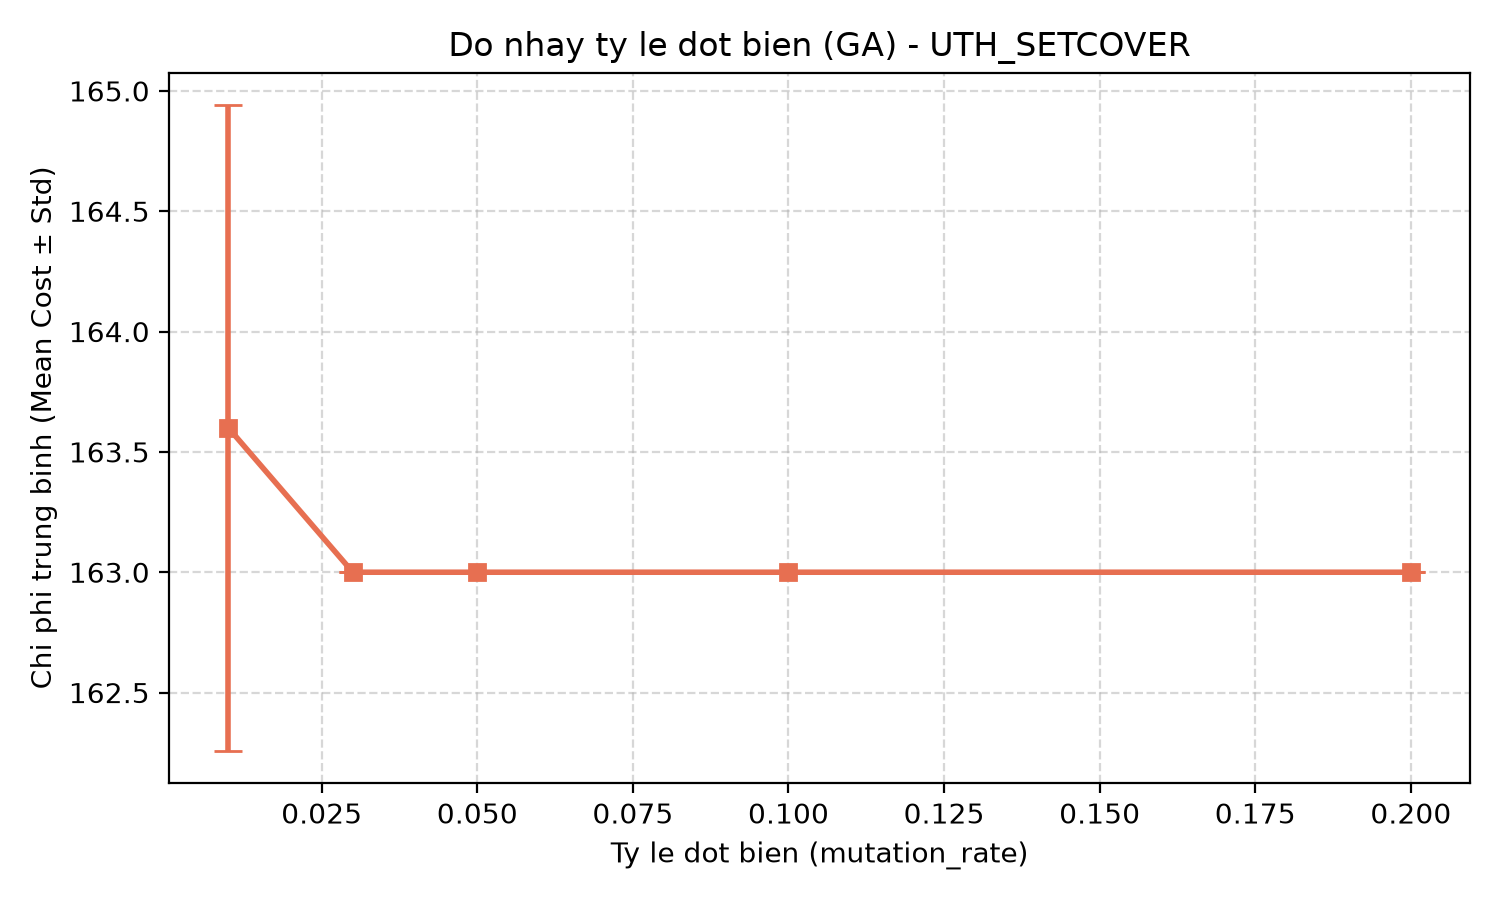 Do nhay ty le dot bien (GA) - UTH_SETCOVER
165.0
164.5
164.0
163.5
163.0
162.5
Chi phi trung binh (Mean Cost ± Std)
0.025 0.050 0.075 0.100 0.125 0.150 0.175 0.200
Ty le dot bien (mutation_rate)